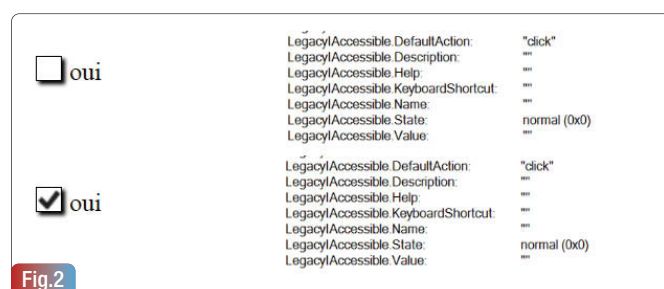 LegacyIAccessible.DefaultAction: "click"
LegacyIAccessible.Description: ""
LegacyIAccessible.Help: ""
LegacyIAccessible.KeyboardShortcut: ""
LegacyIAccessible.Name: ""
LegacyIAccessible.State: normal (0x0)
LegacyIAccessible.Value: ""
oui
LegacyIAccessible.DefaultAction: "click"
LegacyIAccessible.Description: ""
LegacyIAccessible.Help: ""
LegacyIAccessible.KeyboardShortcut: ""
LegacyIAccessible.Name: ""
LegacyIAccessible.State: normal (0x0)
LegacyIAccessible.Value: ""
oui
Fig.2